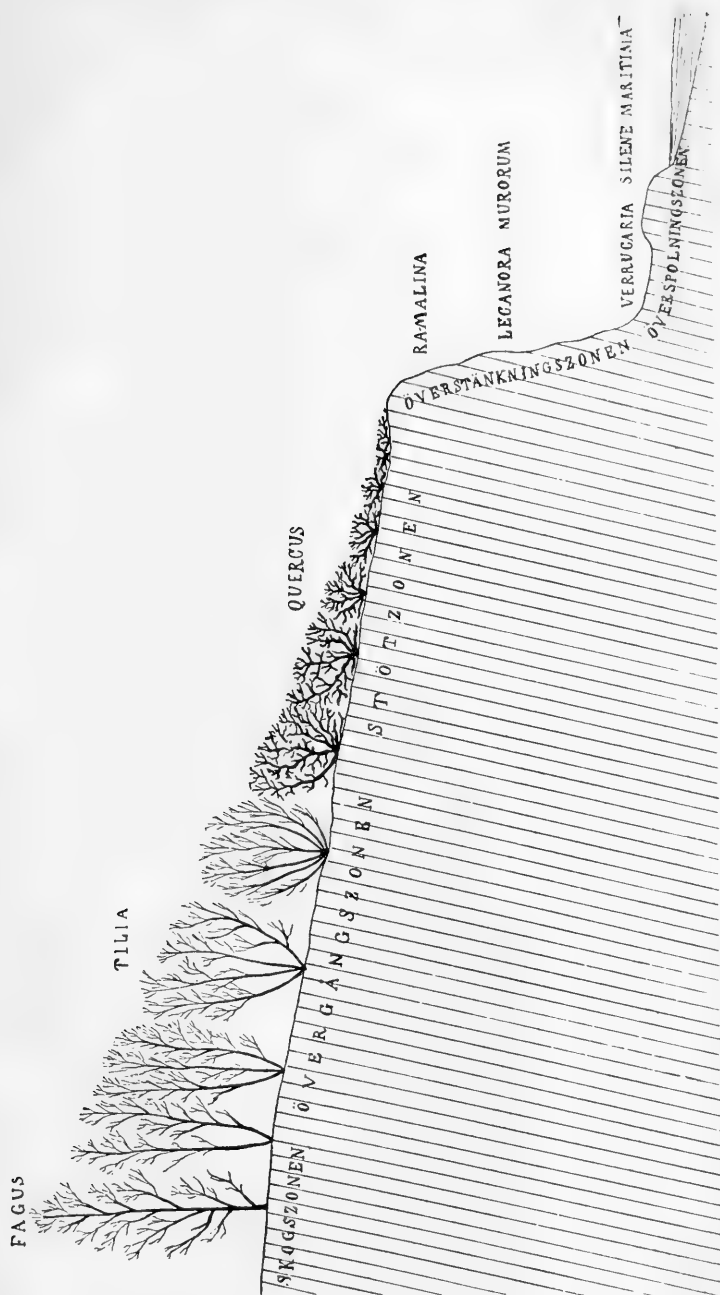 FAGUS
TILIA
QUERCUS
RAMALINA
LECANORA MURORUM
VERRUCARIA SILENE MARITIMA
SKOGSZONEN
ÖVERGÅNGSZONEN
STÖTZONEN
ÖVERSTÄNKNINGSZONEN
ÖVERSPOLNINGSZONEN